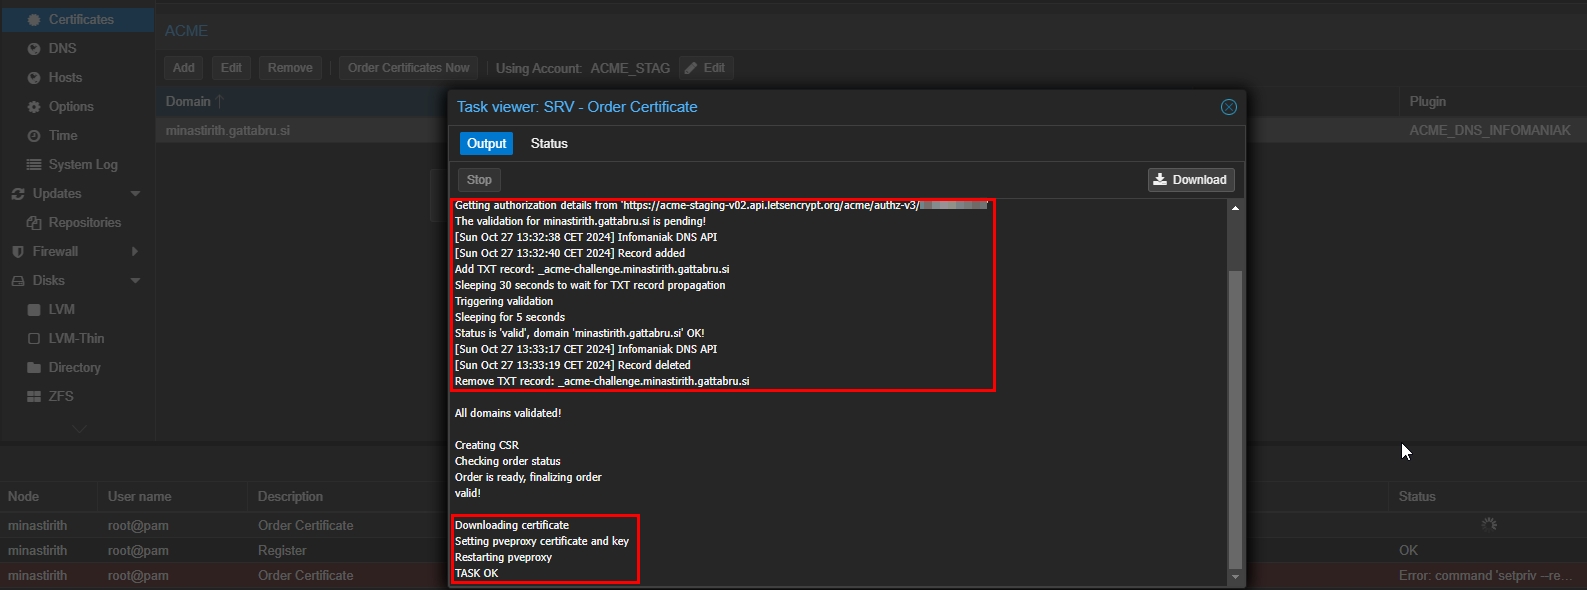 Certificates
DNS
Hosts
Options
Time
System Log
Updates
Repositories
Firewall
Disks
LVM
LVM-Thin
Directory
ZFS
ACME
Add Edit Remove Order Certificates Now Using Account: ACME_STAG Edit
Domain Plugin
minastirith.gattabru.si ACME_DNS_INFOMANIAK
Task viewer: SRV - Order Certificate
Output Status
Stop Download
Getting authorization details from 'https://acme-staging-v02.api.letsencrypt.org/acme/authz-v3/
The validation for minastirith.gattabru.si is pending!
[Sun Oct 27 13:32:38 CET 2024] Infomaniak DNS API
[Sun Oct 27 13:32:40 CET 2024] Record added
Add TXT record: _acme-challenge.minastirith.gattabru.si
Sleeping 30 seconds to wait for TXT record propagation
Triggering validation
Sleeping for 5 seconds
Status is 'valid', domain 'minastirith.gattabru.si' OK!
[Sun Oct 27 13:33:17 CET 2024] Infomaniak DNS API
[Sun Oct 27 13:33:19 CET 2024] Record deleted
Remove TXT record: _acme-challenge.minastirith.gattabru.si
All domains validated!
Creating CSR
Checking order status
Order is ready, finalizing order
valid!
Downloading certificate
Setting pveproxy certificate and key
Restarting pveproxy
TASK OK
Node User name Description Status
minastirith root@pam Order Certificate
minastirith root@pam Register OK
minastirith root@pam Order Certificate Error: command 'setpriv --re...